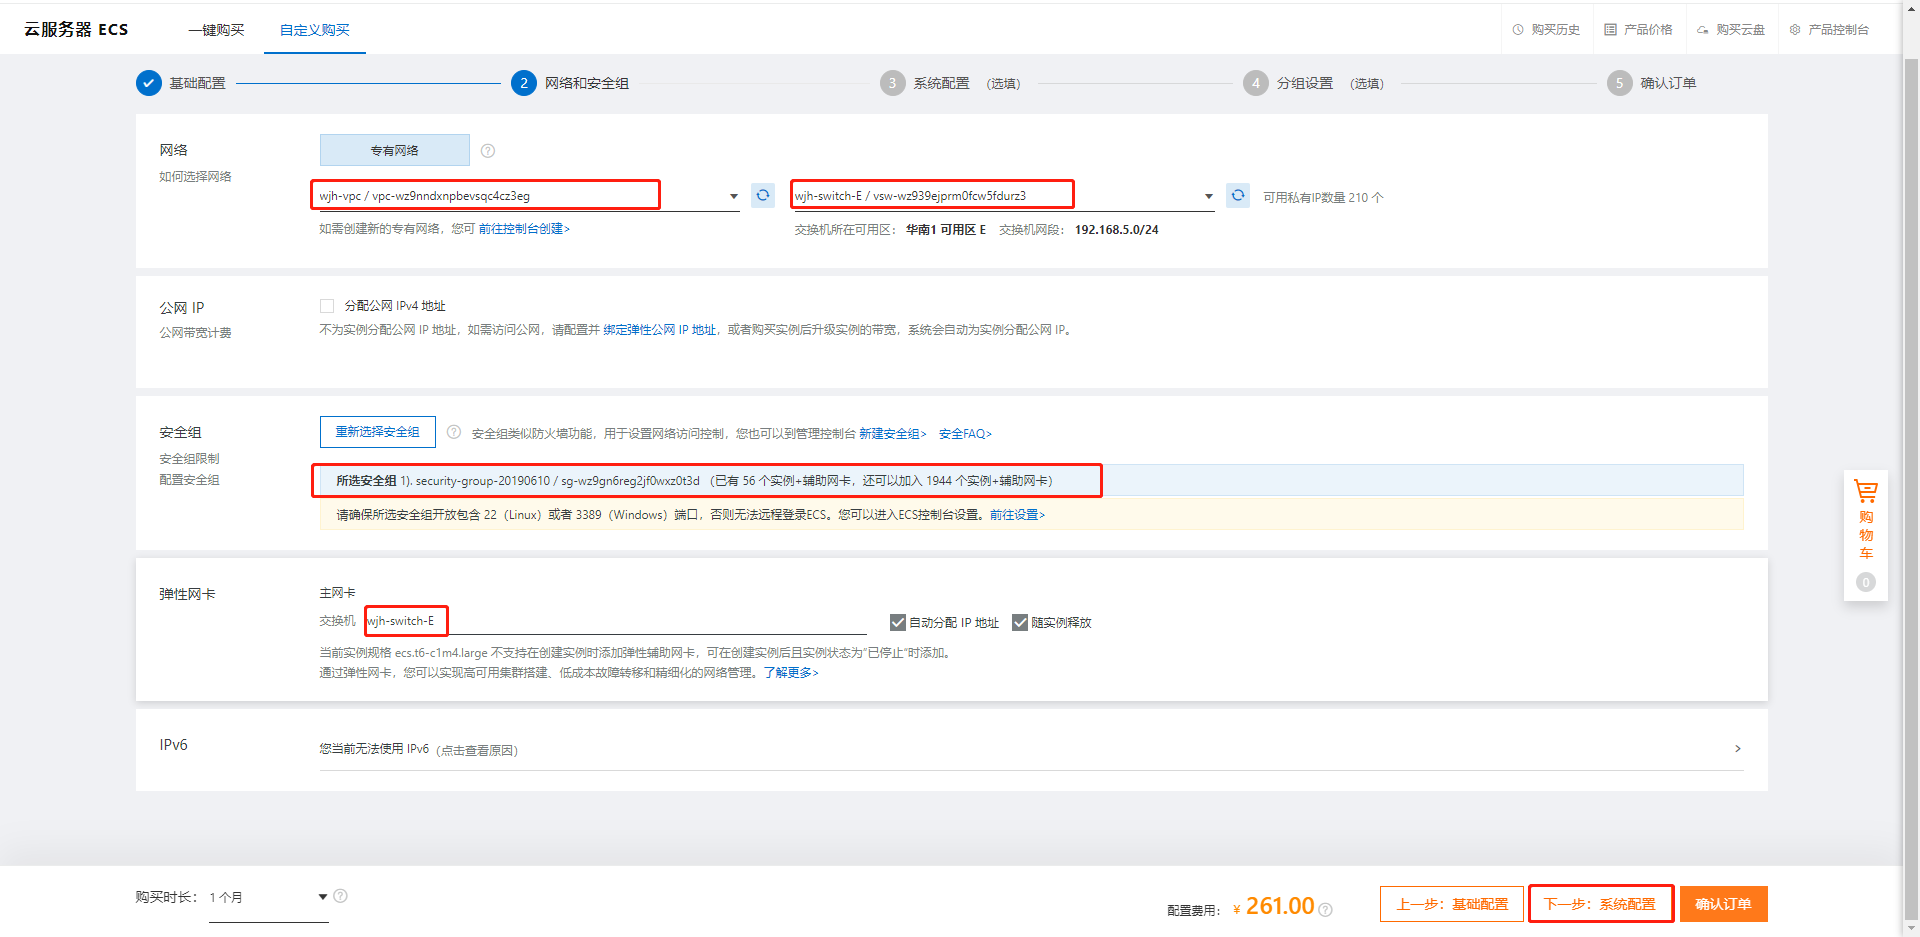 云服务器 ECS
一键购买
自定义购买
购买历史
产品价格
购买云盘
产品控制台
基础配置
2 网络和安全组
3 系统配置 (选填)
4 分组设置 (选填)
5 确认订单
网络
如何选择网络
专有网络
wjh-vpc / vpc-wz9nndxnpbevsqc4cz3eg
wjh-switch-E / vsw-wz939ejprm0fcw5fdurz3
可用私有IP数量 210 个
如需创建新的专有网络，您可 前往控制台创建>
交换机所在可用区： 华南1 可用区 E 交换机网段： 192.168.5.0/24
公网 IP
公网带宽计费
分配公网 IPv4 地址
不为实例分配公网 IP 地址，如需访问公网，请配置并 绑定弹性公网 IP 地址，或者购买实例后升级实例的带宽，系统会自动为实例分配公网 IP。
安全组
安全组限制
配置安全组
重新选择安全组
安全组类似防火墙功能，用于设置网络访问控制，您也可以到管理控制台 新建安全组> 安全FAQ>
所选安全组 1). security-group-20190610 / sg-wz9gn6reg2jf0wxz0t3d （已有 56 个实例+辅助网卡，还可以加入 1944 个实例+辅助网卡）
请确保所选安全组开放包含 22（Linux）或者 3389（Windows）端口，否则无法远程登录ECS。您可以进入ECS控制台设置。前往设置>
弹性网卡
主网卡
交换机 wjh-switch-E
自动分配 IP 地址
随实例释放
当前实例规格 ecs.t6-c1m4.large 不支持在创建实例时添加弹性辅助网卡，可在创建实例后且实例状态为"已停止"时添加。
通过弹性网卡，您可以实现高可用集群搭建、低成本故障转移和精细化的网络管理。了解更多>
IPv6
您当前无法使用 IPv6 (点击查看原因)
购物车
0
购买时长： 1 个月
配置费用： ¥ 261.00
上一步：基础配置
下一步：系统配置
确认订单